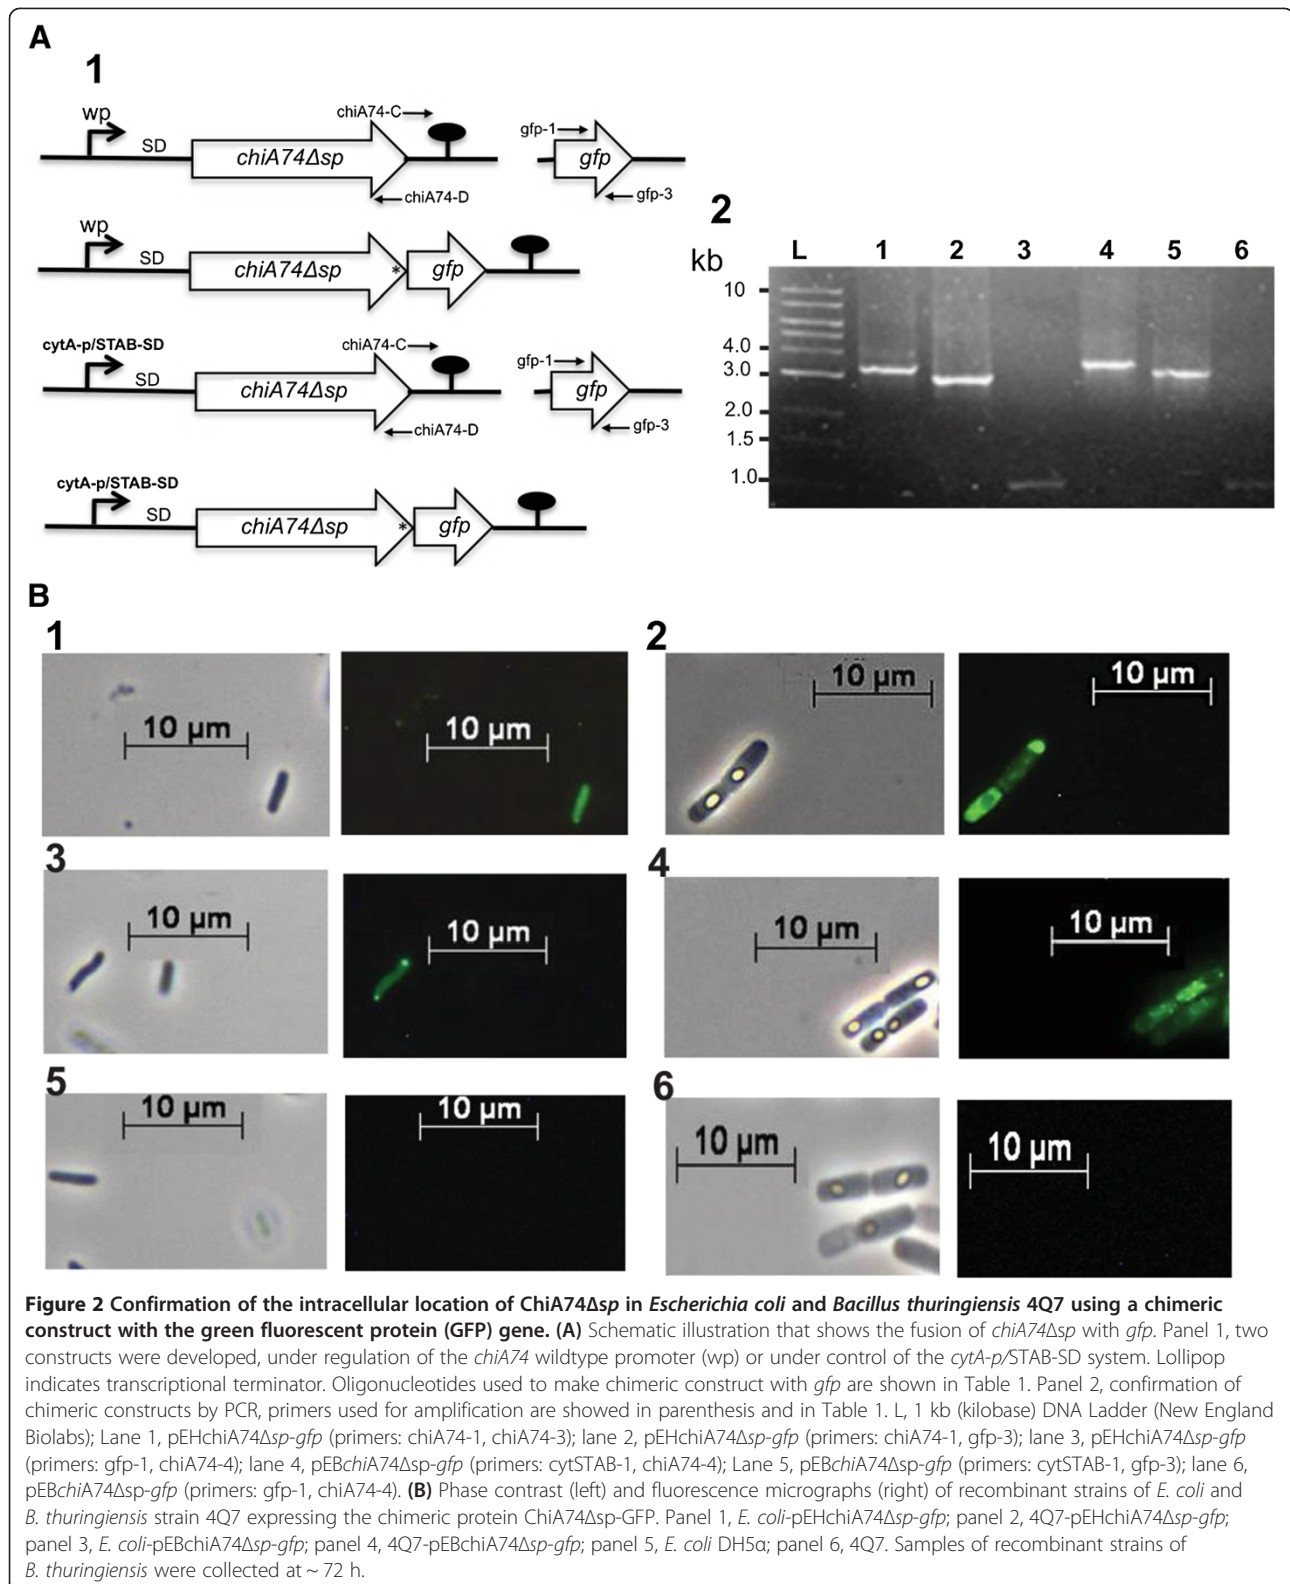 A
1
wp
SD
chiA74Δsp
chiA74-C
chiA74-D
gfp-1
gfp
gfp-3
wp
SD
chiA74Δsp
*
gfp
cytA-p/STAB-SD
SD
chiA74Δsp
chiA74-C
chiA74-D
gfp-1
gfp
gfp-3
cytA-p/STAB-SD
SD
chiA74Δsp
*
gfp
2
kb
L 1 2 3 4 5 6
10
4.0
3.0
2.0
1.5
1.0
B
1
10 µm
10 µm
2
10 µm
10 µm
3
10 µm
10 µm
4
10 µm
10 µm
5
10 µm
10 µm
6
10 µm
10 µm
Figure 2 Confirmation of the intracellular location of ChiA74Δsp in Escherichia coli and Bacillus thuringiensis 4Q7 using a chimeric
construct with the green fluorescent protein (GFP) gene. (A) Schematic illustration that shows the fusion of chiA74Δsp with gfp. Panel 1, two
constructs were developed, under regulation of the chiA74 wildtype promoter (wp) or under control of the cytA-p/STAB-SD system. Lollipop
indicates transcriptional terminator. Oligonucleotides used to make chimeric construct with gfp are shown in Table 1. Panel 2, confirmation of
chimeric constructs by PCR, primers used for amplification are showed in parenthesis and in Table 1. L, 1 kb (kilobase) DNA Ladder (New England
Biolabs); Lane 1, pEHchiA74Δsp-gfp (primers: chiA74-1, chiA74-3); lane 2, pEHchiA74Δsp-gfp (primers: chiA74-1, gfp-3); lane 3, pEHchiA74Δsp-gfp
(primers: gfp-1, chiA74-4); lane 4, pEBchiA74Δsp-gfp (primers: cytSTAB-1, chiA74-4); Lane 5, pEBchiA74Δsp-gfp (primers: cytSTAB-1, gfp-3); lane 6,
pEBchiA74Δsp-gfp (primers: gfp-1, chiA74-4). (B) Phase contrast (left) and fluorescence micrographs (right) of recombinant strains of E. coli and
B. thuringiensis strain 4Q7 expressing the chimeric protein ChiA74Δsp-GFP. Panel 1, E. coli-pEHchiA74Δsp-gfp; panel 2, 4Q7-pEHchiA74Δsp-gfp;
panel 3, E. coli-pEBchiA74Δsp-gfp; panel 4, 4Q7-pEBchiA74Δsp-gfp; panel 5, E. coli DH5α; panel 6, 4Q7. Samples of recombinant strains of
B. thuringiensis were collected at ~ 72 h.